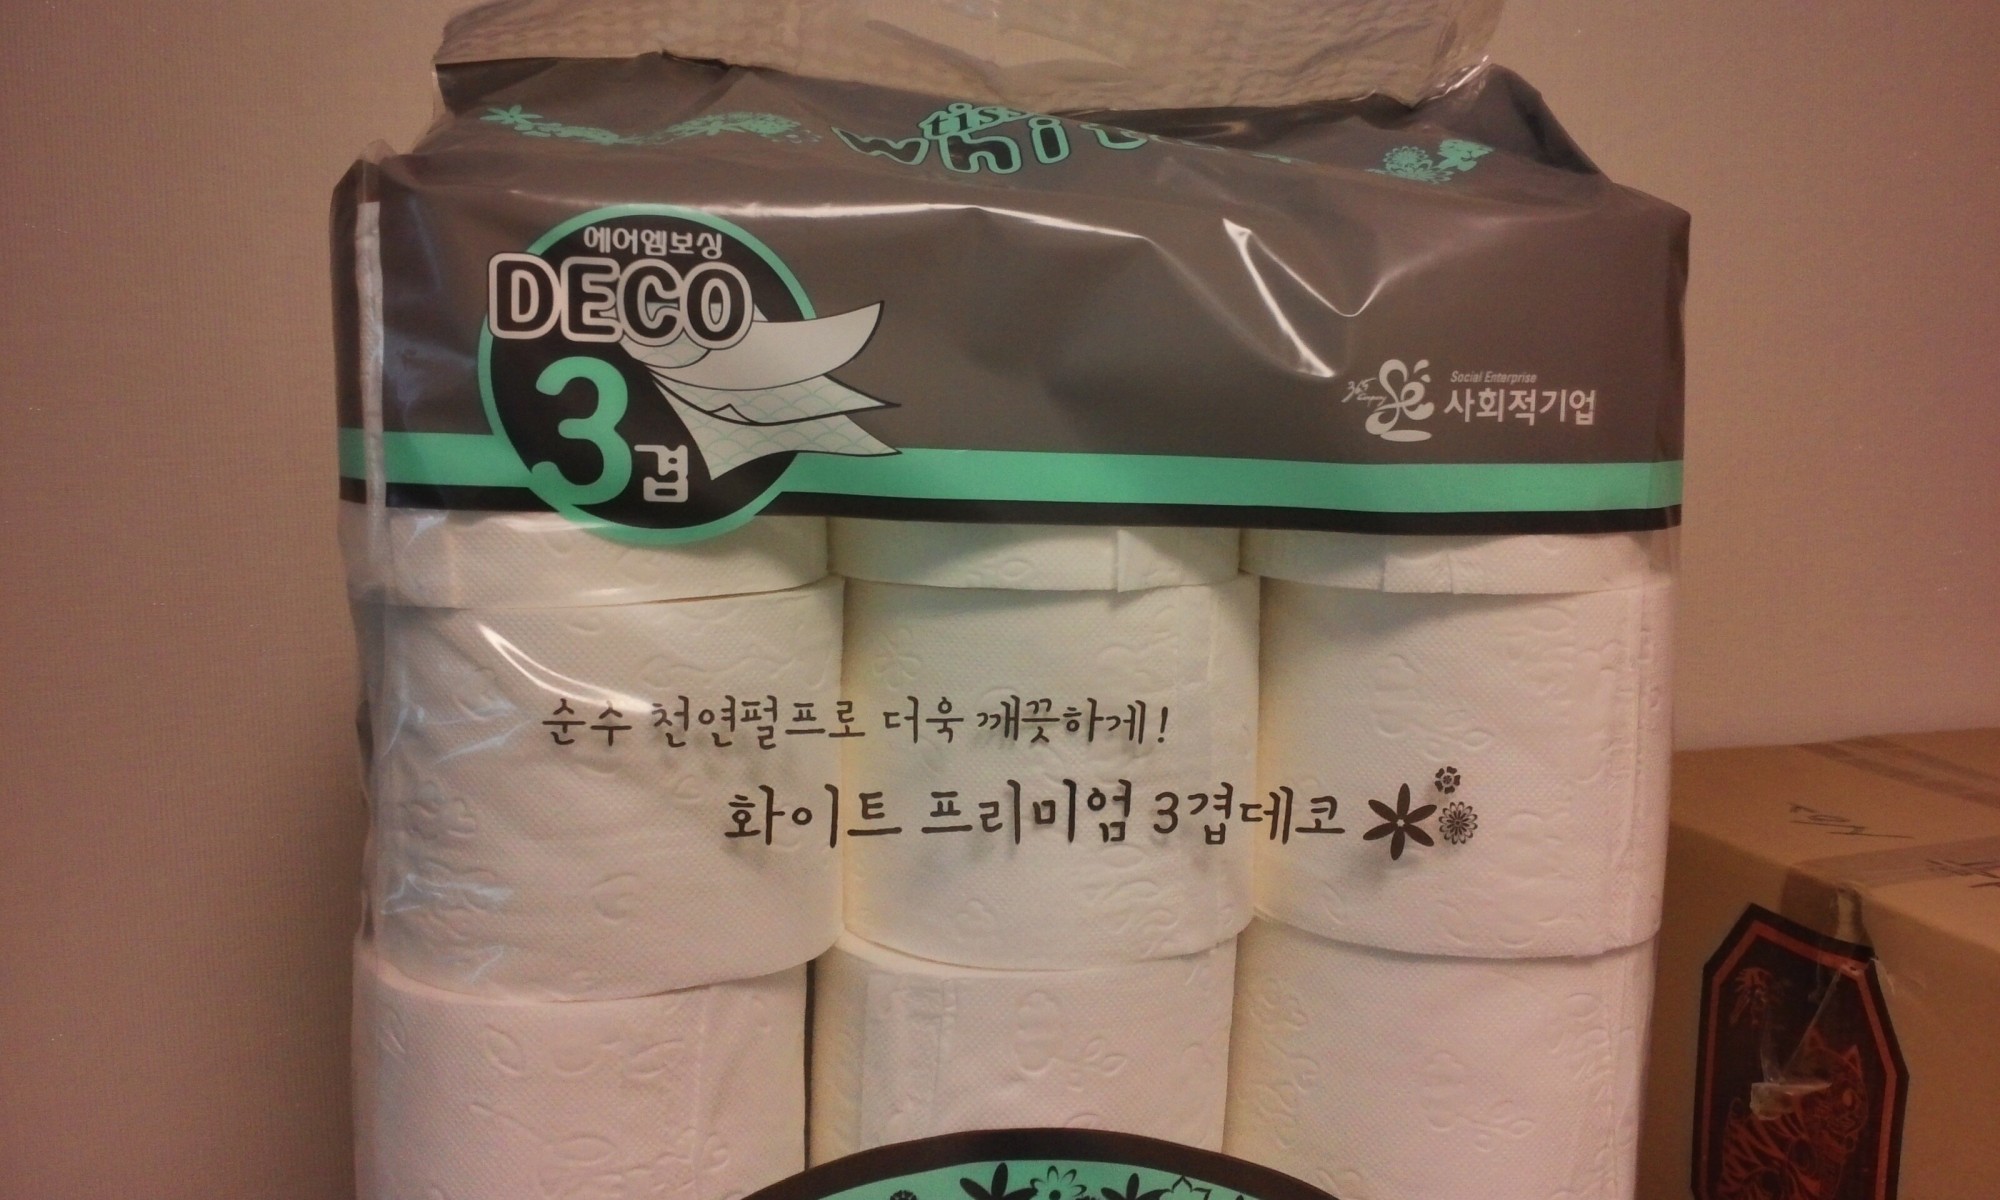 에어엠보싱
DECO
3겹
365
Company
Social Enterprise
사회적기업
순수 천연펄프로 더욱 깨끗하게!
화이트 프리미엄 3겹데코